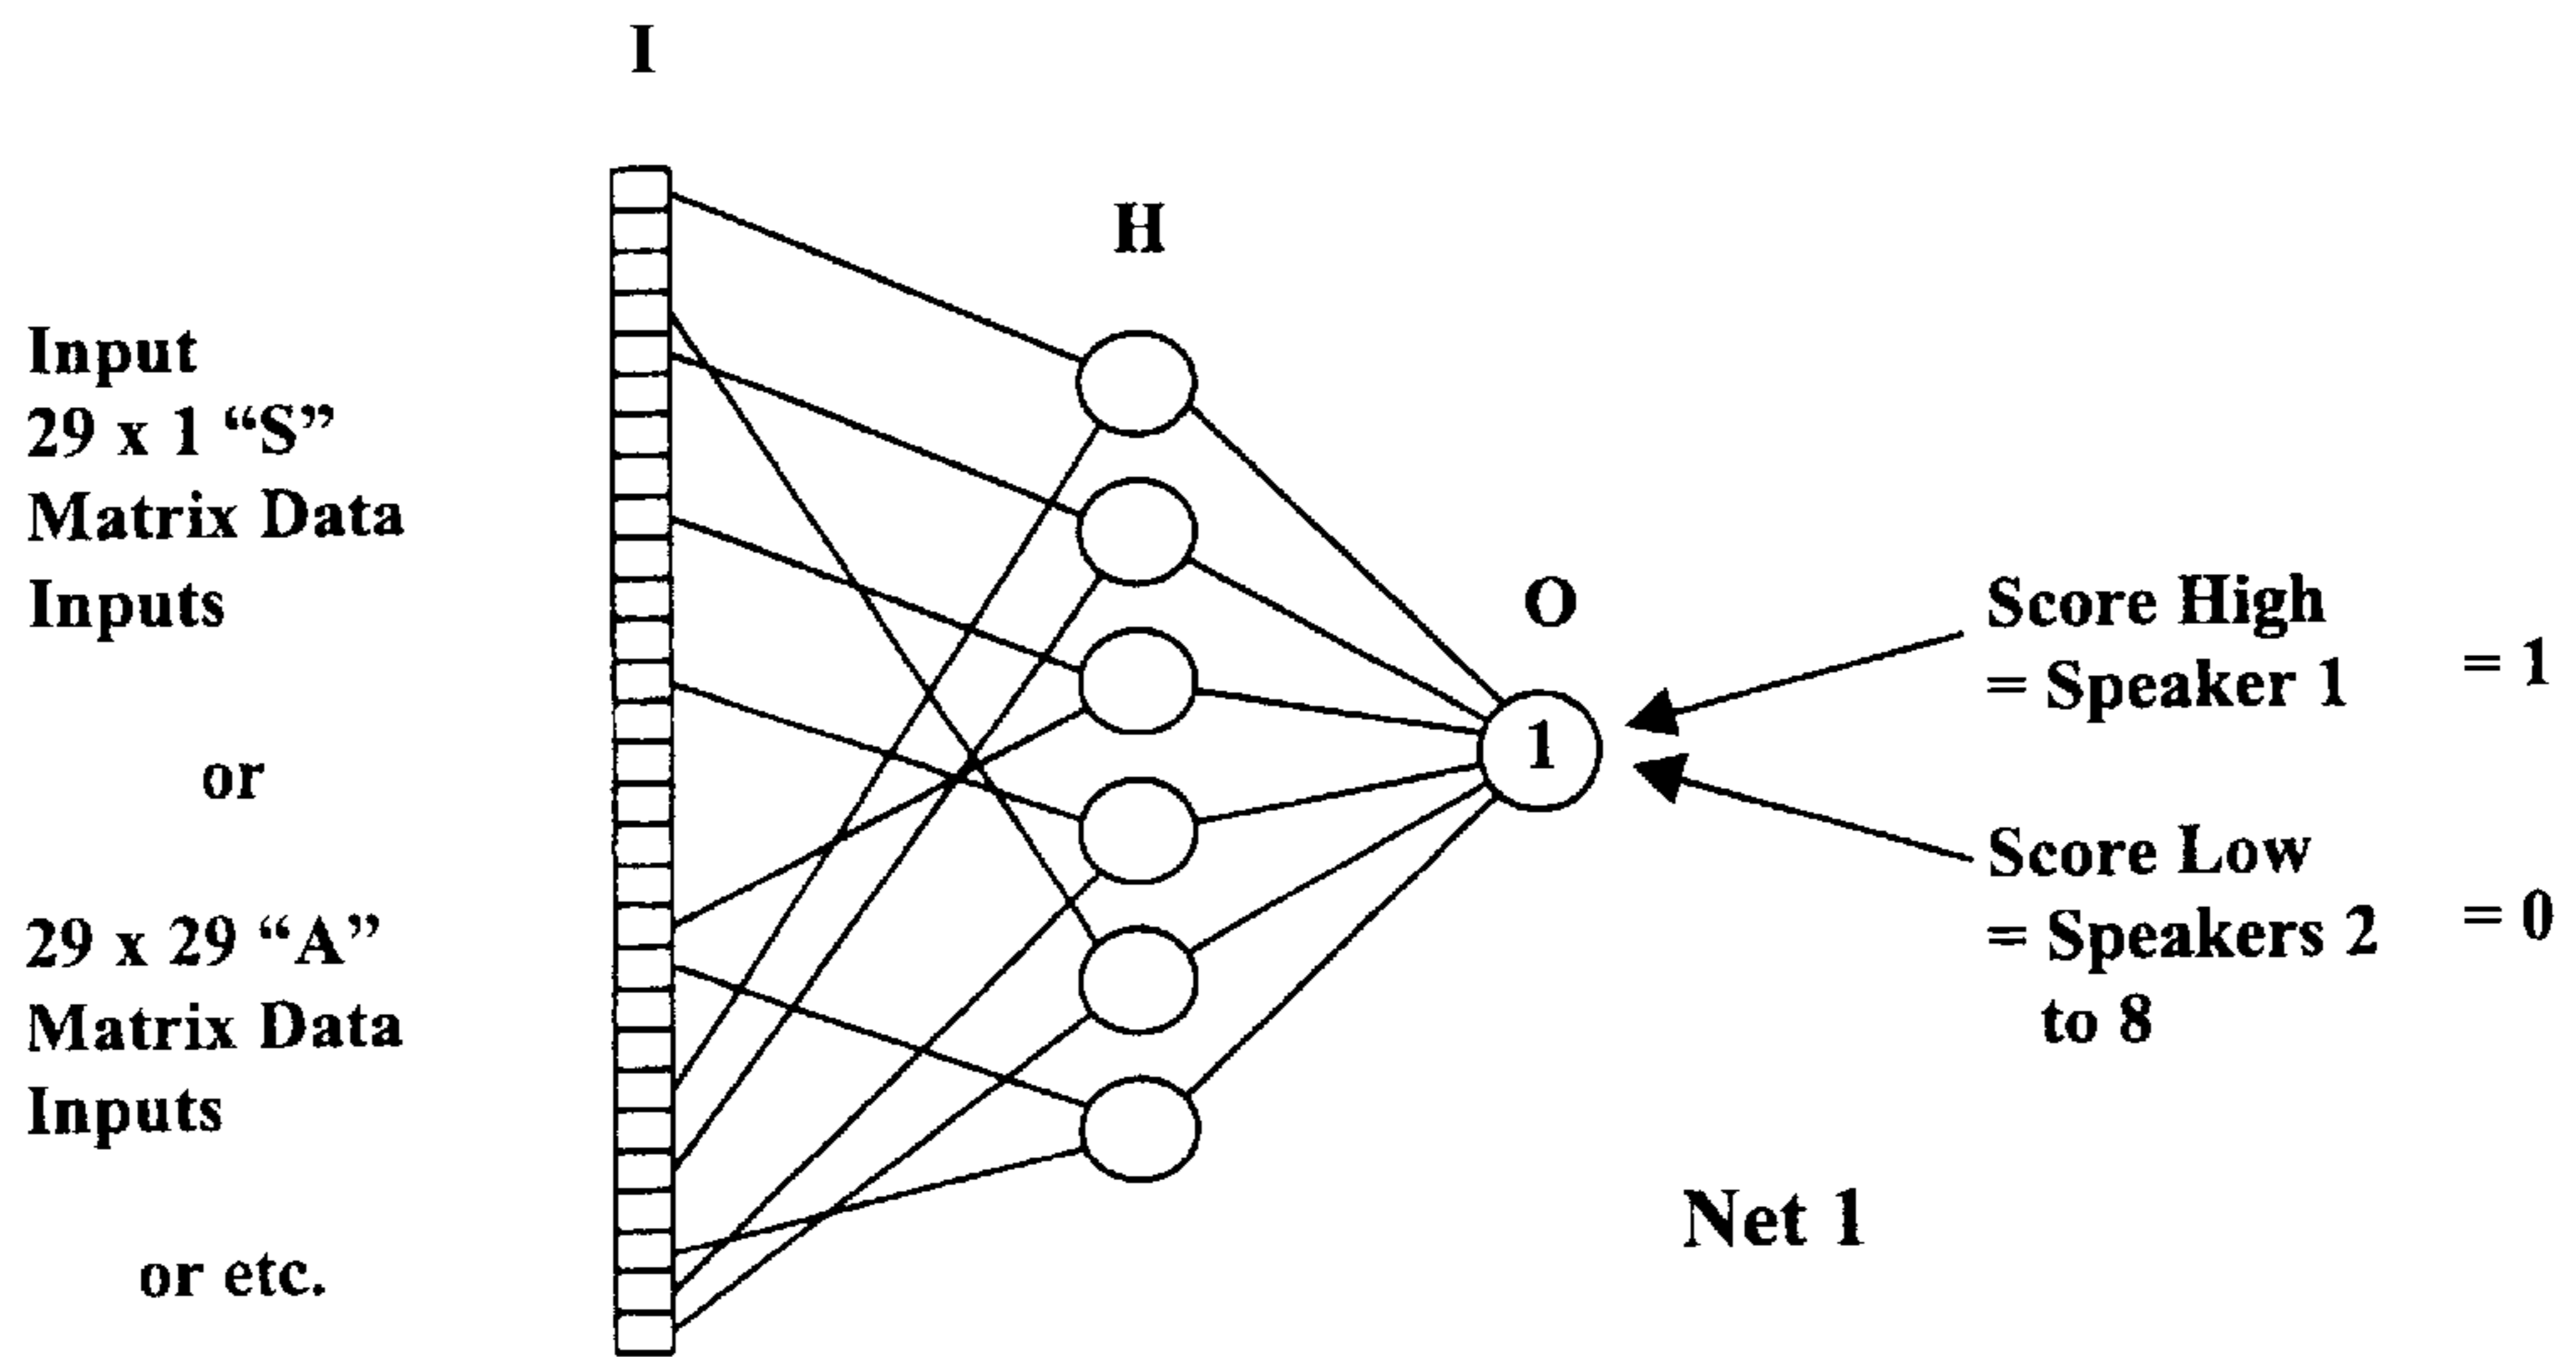 I
H
Input
29 x 1 “S”
Matrix Data
Inputs
or
29 x 29 “A”
Matrix Data
Inputs
or etc.
O
1
Score High
= Speaker 1 = 1
Score Low
= Speakers 2 = 0
to 8
Net 1